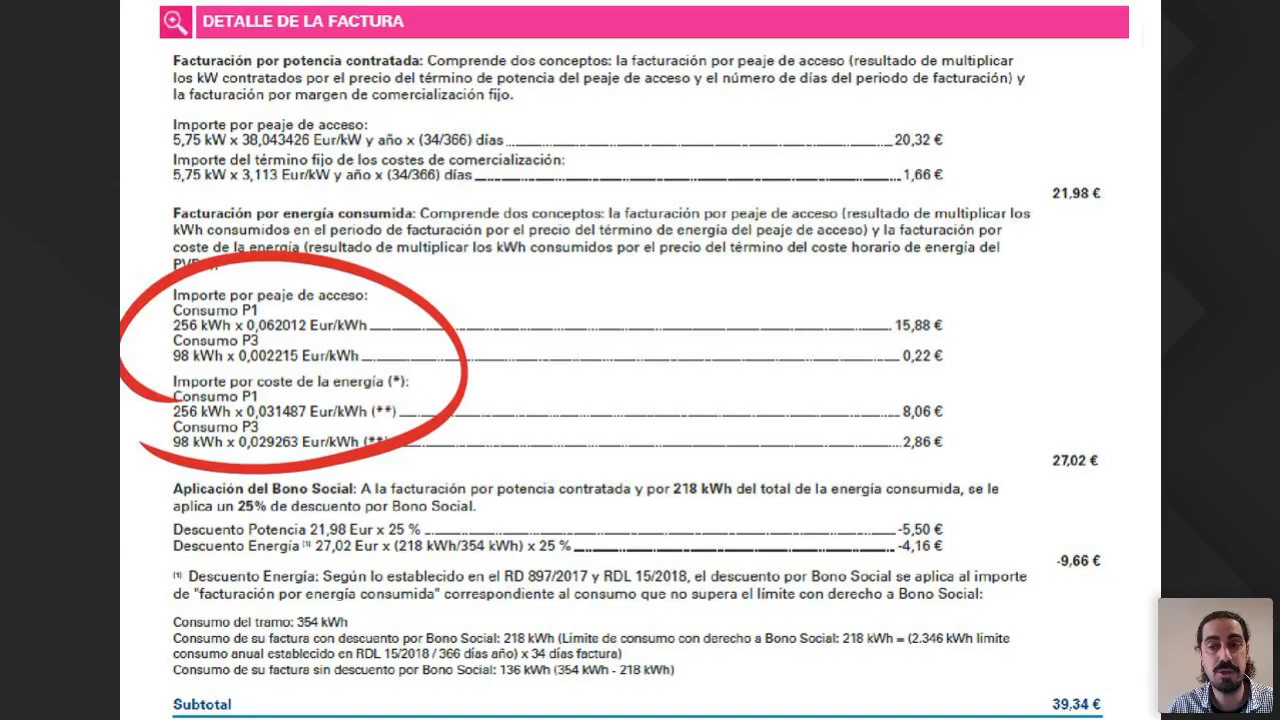 DETALLE DE LA FACTURA
Facturación por potencia contratada: Comprende dos conceptos: la facturación por peaje de acceso (resultado de multiplicar
los kW contratados por el precio del término de potencia del peaje de acceso y el número de días del periodo de facturación) y
la facturación por margen de comercialización fijo.
Importe por peaje de acceso:
5,75 kW x 38,043426 Eur/kW y año x (34/366) días 20,32 €
Importe del término fijo de los costes de comercialización:
5,75 kW x 3,113 Eur/kW y año x (34/366) días 1,66 €
21,98 €
Facturación por energía consumida: Comprende dos conceptos: la facturación por peaje de acceso (resultado de multiplicar los
kWh consumidos en el periodo de facturación por el precio del término de energía del peaje de acceso) y la facturación por
coste de la energía (resultado de multiplicar los kWh consumidos por el precio del término del coste horario de energía del
Importe por peaje de acceso:
Consumo P1
256 kWh x 0,062012 Eur/kWh 15,88 €
Consumo P3
98 kWh x 0,002215 Eur/kWh 0,22 €
Importe por coste de la energía (*):
Consumo P1
256 kWh x 0,031487 Eur/kWh (**) 8,06 €
Consumo P3
98 kWh x 0,029263 Eur/kWh (** 2,86 €
27,02 €
Aplicación del Bono Social: A la facturación por potencia contratada y por 218 kWh del total de la energía consumida, se le
aplica un 25% de descuento por Bono Social.
Descuento Potencia 21,98 Eur x 25 % -5,50 €
Descuento Energía (1) 27,02 Eur x (218 kWh/354 kWh) x 25 % -4,16 €
-9,66 €
(1) Descuento Energía: Según lo establecido en el RD 897/2017 y RDL 15/2018, el descuento por Bono Social se aplica al importe
de "facturación por energía consumida" correspondiente al consumo que no supera el límite con derecho a Bono Social:
Consumo del tramo: 354 kWh
Consumo de su factura con descuento por Bono Social: 218 kWh (Límite de consumo con derecho a Bono Social: 218 kWh = (2.346 kWh límite
consumo anual establecido en RDL 15/2018 / 366 días año) x 34 días factura)
Consumo de su factura sin descuento por Bono Social: 136 kWh (354 kWh - 218 kWh)
Subtotal 39,34 €